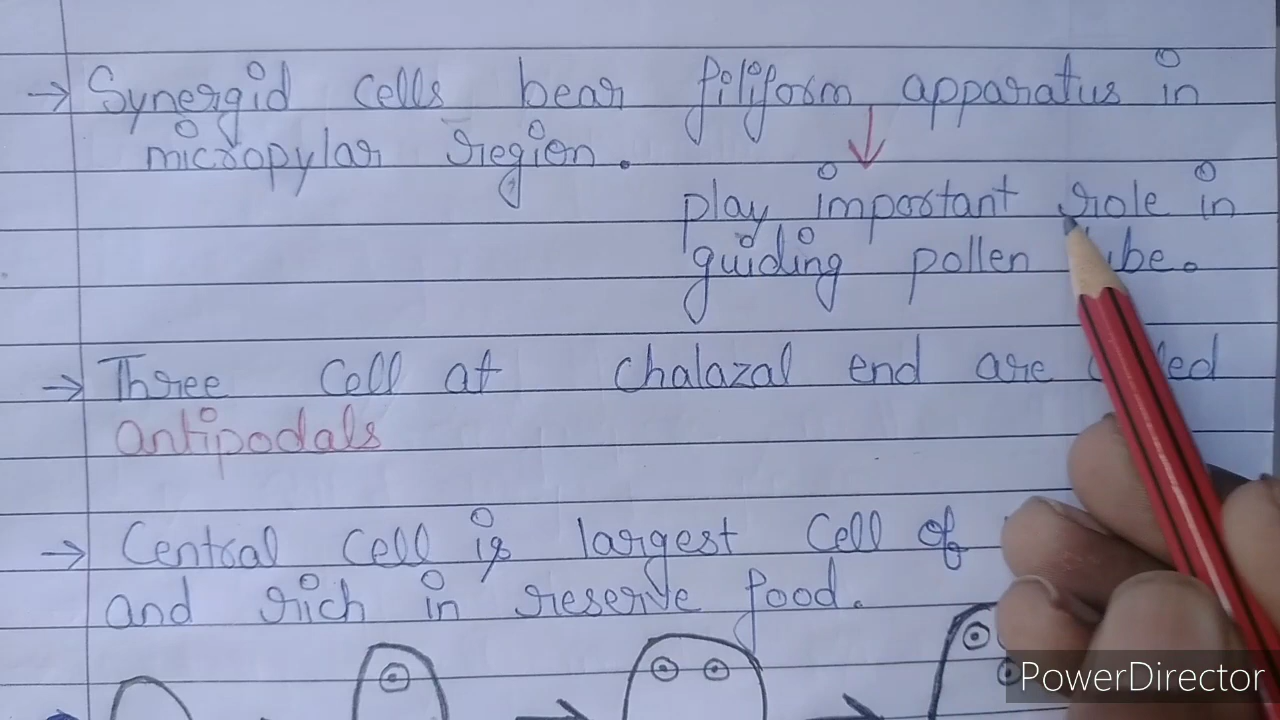 → Synergid cells bear filiform apparatus in
micropylar region.
play important role in
guiding pollen tube.
→ Three cell at chalazal end are called
antipodals
→ Central cell is largest cell of
and rich in reserve food.
PowerDirector